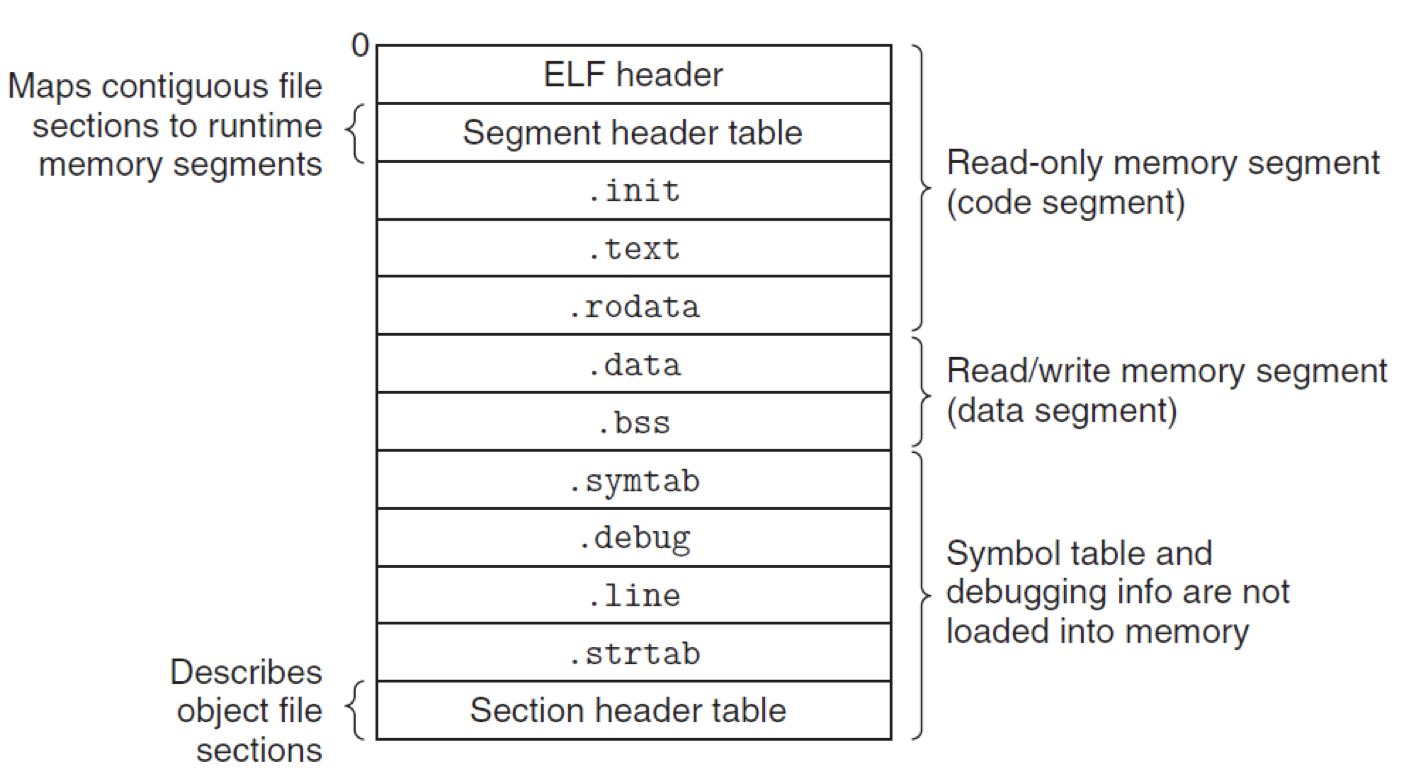 0
Maps contiguous file
sections to runtime
memory segments
ELF header
Segment header table
.init
.text
.rodata
.data
.bss
.symtab
.debug
.line
.strtab
Section header table
Describes
object file
sections
Read-only memory segment
(code segment)
Read/write memory segment
(data segment)
Symbol table and
debugging info are not
loaded into memory